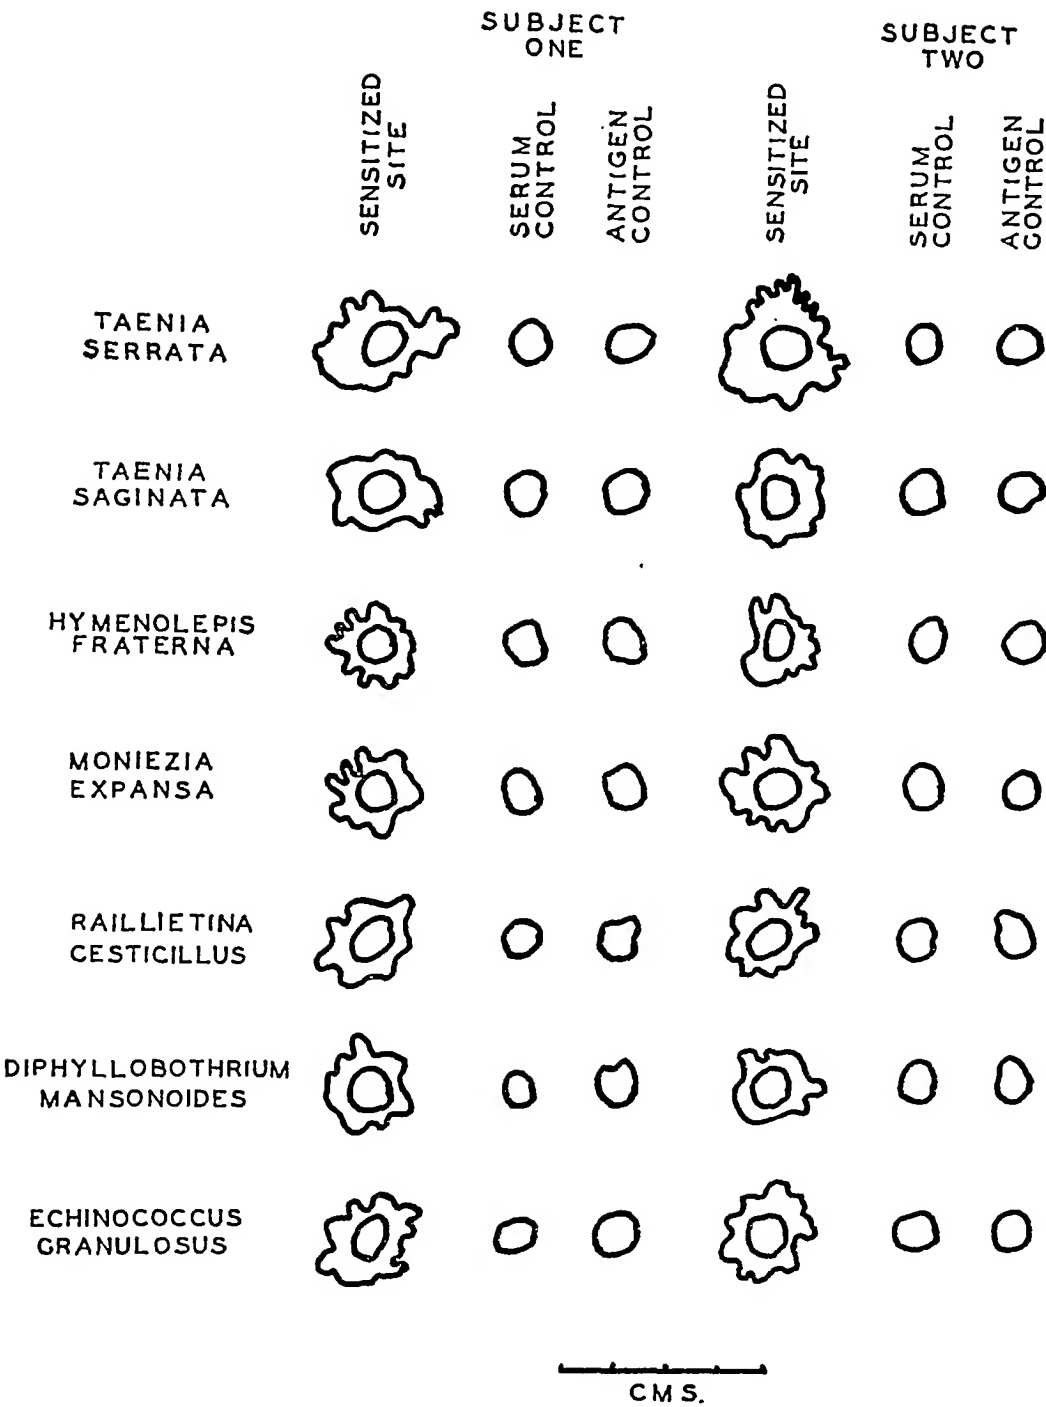 SUBJECT
ONE
SUBJECT
TWO
SENSITIZED
SITE
SERUM
CONTROL
ANTIGEN
CONTROL
SENSITIZED
SITE
SERUM
CONTROL
ANTIGEN
CONTROL
TAENIA
SERRATA
TAENIA
SAGINATA
HYMENOLEPIS
FRATERNA
MONIEZIA
EXPANSA
RAILLIETINA
CESTICILLUS
DIPHYLLOBOTHRIUM
MANSONOIDES
ECHINOCOCCUS
GRANULOSUS
CMS.